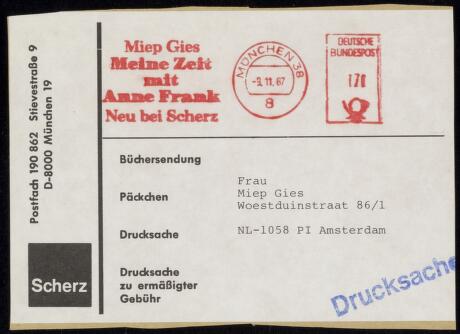 Postfach 190 862 Stievestraße 9
D-8000 München 19
Miep Gies
Meine Zeit
mit
Anne Frank
Neu bei Scherz
MÜNCHEN 38
-9.11.87
8
DEUTSCHE
BUNDESPOST
Büchersendung
Päckchen
Drucksache
Drucksache
zu ermäßigter
Gebühr
Frau
Miep Gies
Woestduinstraat 86/1
NL-1058 PI Amsterdam
Scherz
Drucksache